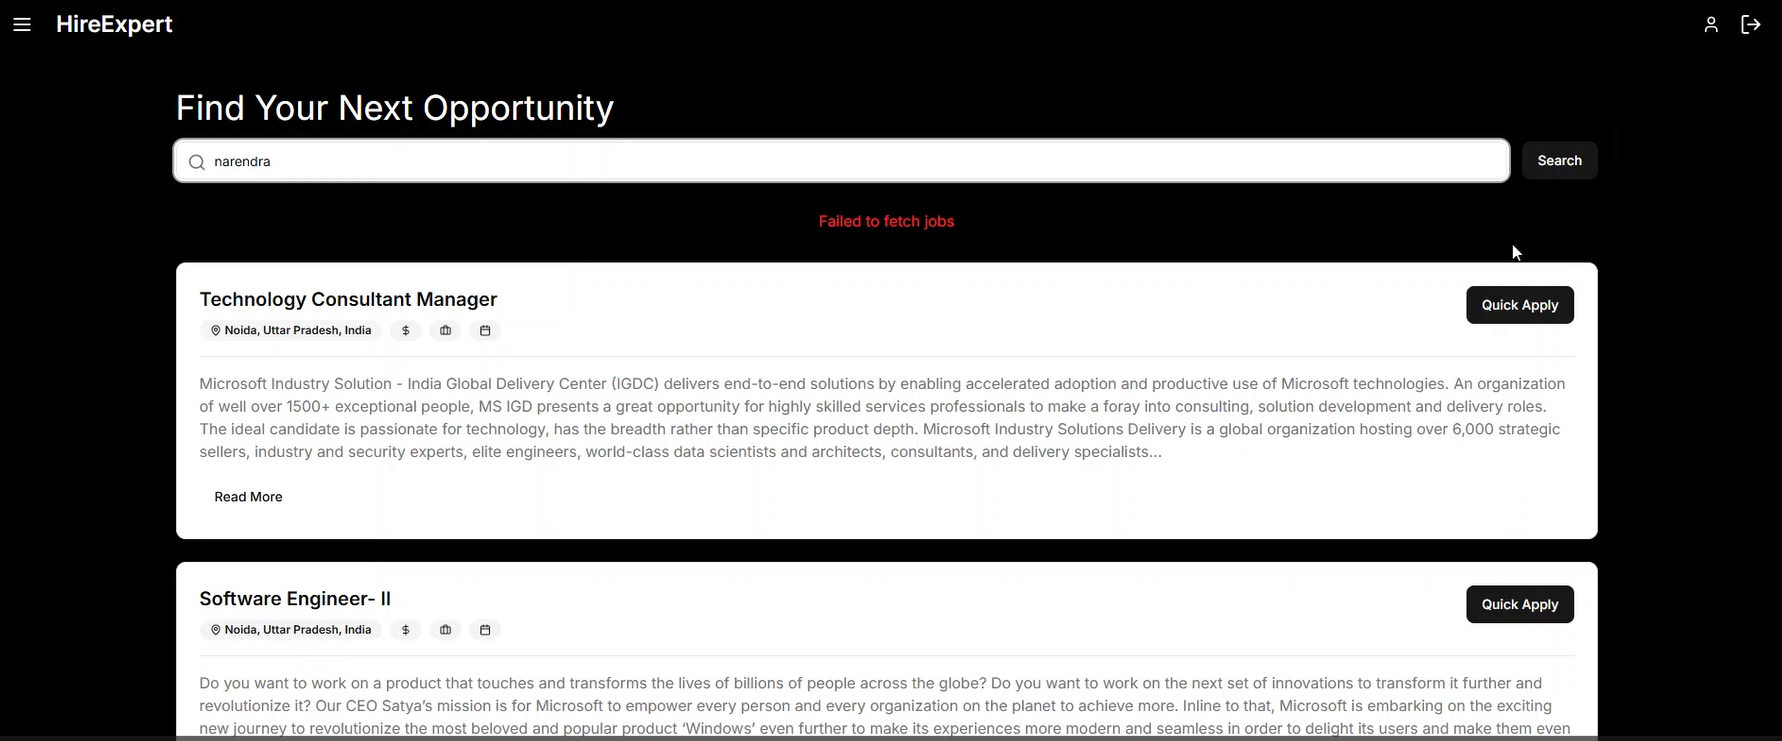 HireExpert
Find Your Next Opportunity
narendra
Search
Failed to fetch jobs
Technology Consultant Manager
Quick Apply
Noida, Uttar Pradesh, India
$
Microsoft Industry Solution - India Global Delivery Center (IGDC) delivers end-to-end solutions by enabling accelerated adoption and productive use of Microsoft technologies. An organization
of well over 1500+ exceptional people, MS IGD presents a great opportunity for highly skilled services professionals to make a foray into consulting, solution development and delivery roles.
The ideal candidate is passionate for technology, has the breadth rather than specific product depth. Microsoft Industry Solutions Delivery is a global organization hosting over 6,000 strategic
sellers, industry and security experts, elite engineers, world-class data scientists and architects, consultants, and delivery specialists...
Read More
Software Engineer- II
Quick Apply
Noida, Uttar Pradesh, India
$
Do you want to work on a product that touches and transforms the lives of billions of people across the globe? Do you want to work on the next set of innovations to transform it further and
revolutionize it? Our CEO Satya’s mission is for Microsoft to empower every person and every organization on the planet to achieve more. Inline to that, Microsoft is embarking on the exciting
new journey to revolutionize the most beloved and popular product ‘Windows’ even further to make its experiences more modern and seamless in order to delight its users and make them even